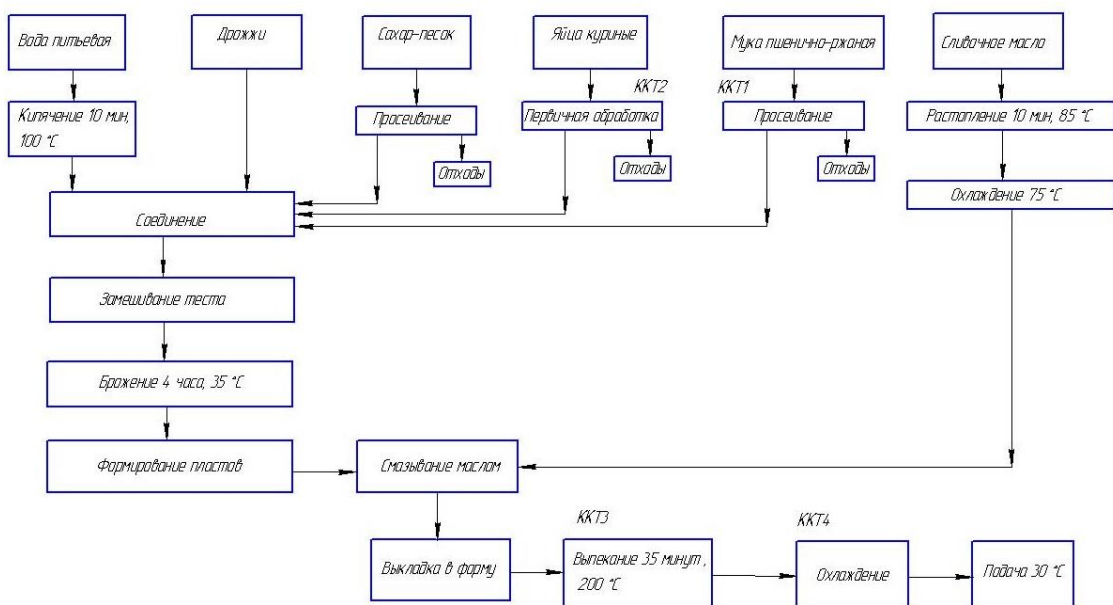 Вода питьевая
Дрожжи
Сахар-песок
Яйца куриные
Мука пшенично-ржаная
Сливочное масло
ККТ2
ККТ1
Кипячение 10 мин,
100 °С
Просеивание
Первичная обработка
Просеивание
Растопление 10 мин, 85 °С
Отходы
Отходы
Отходы
Охлаждение 75 °С
Соединение
Замешивание теста
Брожение 4 часа, 35 °С
Формирование пластов
Смазывание маслом
ККТ3
ККТ4
Выкладка в форму
Выпекание 35 минут ,
200 °С
Охлаждение
Подача 30 °С